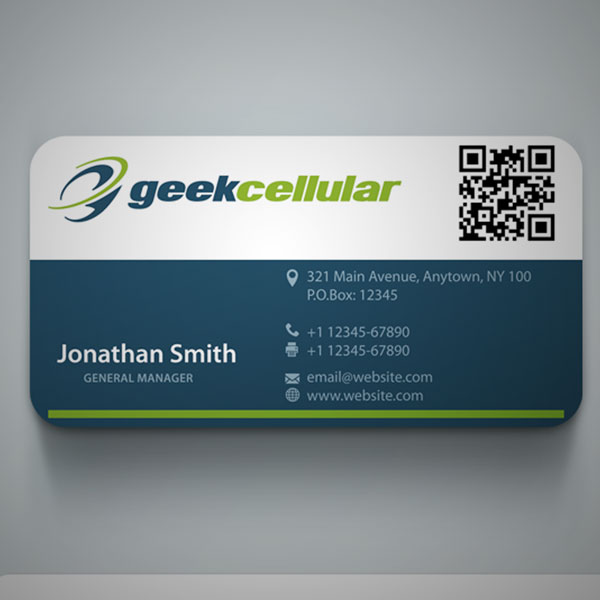 geekcellular
321 Main Avenue, Anytown, NY 100
P.O.Box: 12345
+1 12345-67890
+1 12345-67890
email@website.com
www.website.com
Jonathan Smith
GENERAL MANAGER